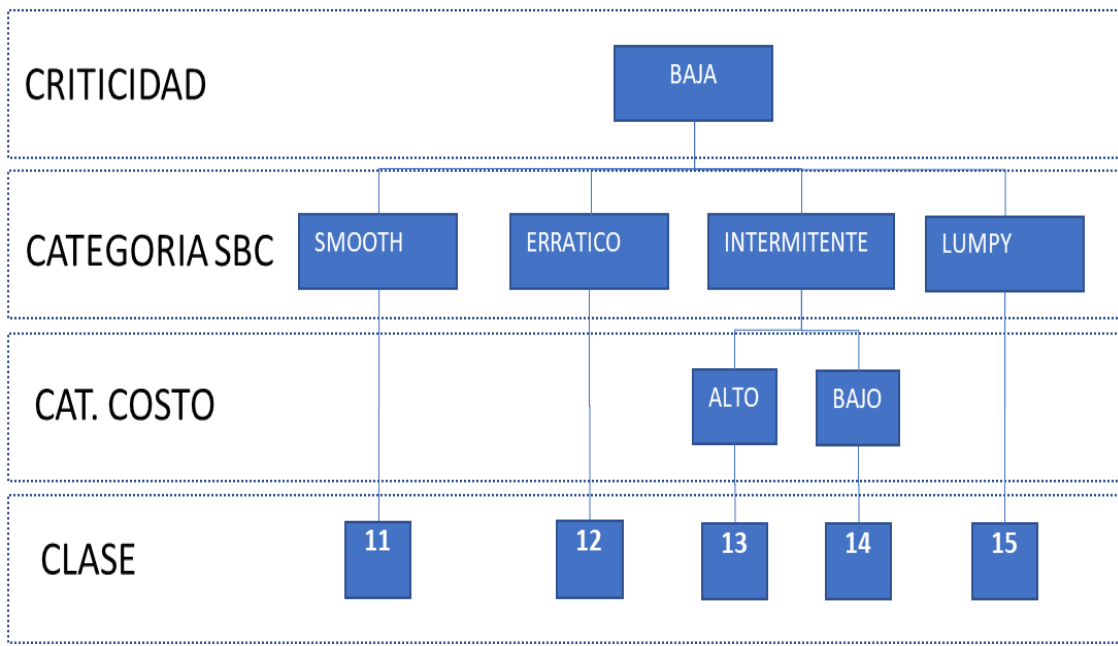 CRITICIDAD
BAJA
CATEGORIA SBC
SMOOTH
ERRATICO
INTERMITENTE
LUMPY
CAT. COSTO
ALTO
BAJO
CLASE
11
12
13
14
15